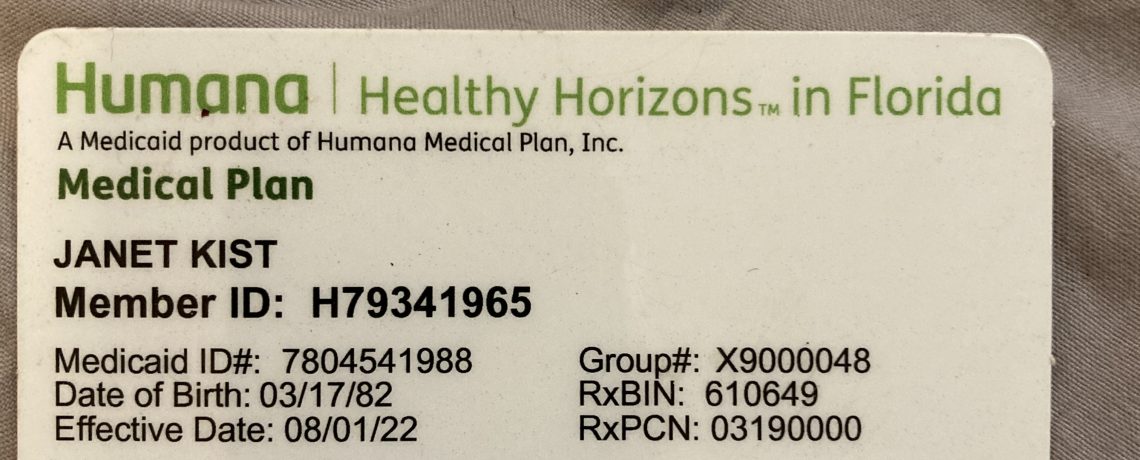 Humana | Healthy Horizons™ in Florida
A Medicaid product of Humana Medical Plan, Inc.
Medical Plan
JANET KIST
Member ID: H79341965
Medicaid ID#: 7804541988 Group#: X9000048
Date of Birth: 03/17/82 RxBIN: 610649
Effective Date: 08/01/22 RxPCN: 03190000